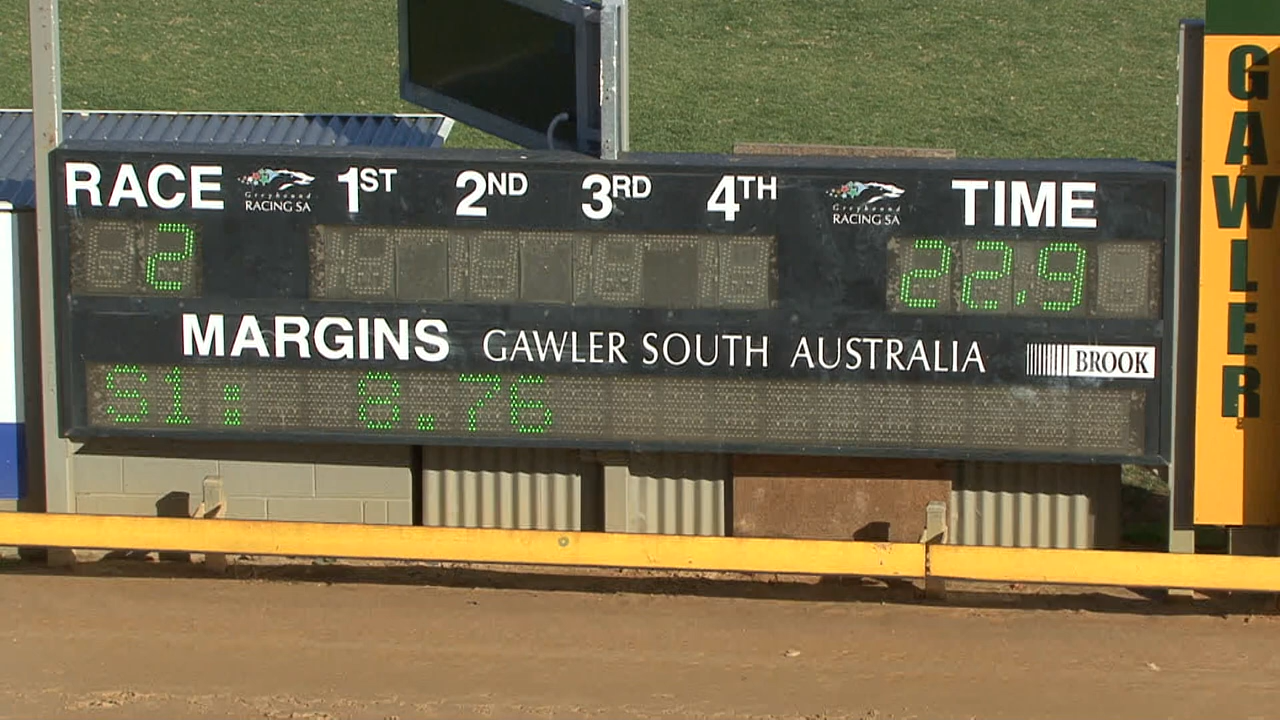 RACE Greyhound RACING SA 1ST 2ND 3RD 4TH Greyhound RACING SA TIME
2 22.9
MARGINS GAWLER SOUTH AUSTRALIA BROOK
S1: 8.76
GAWLER